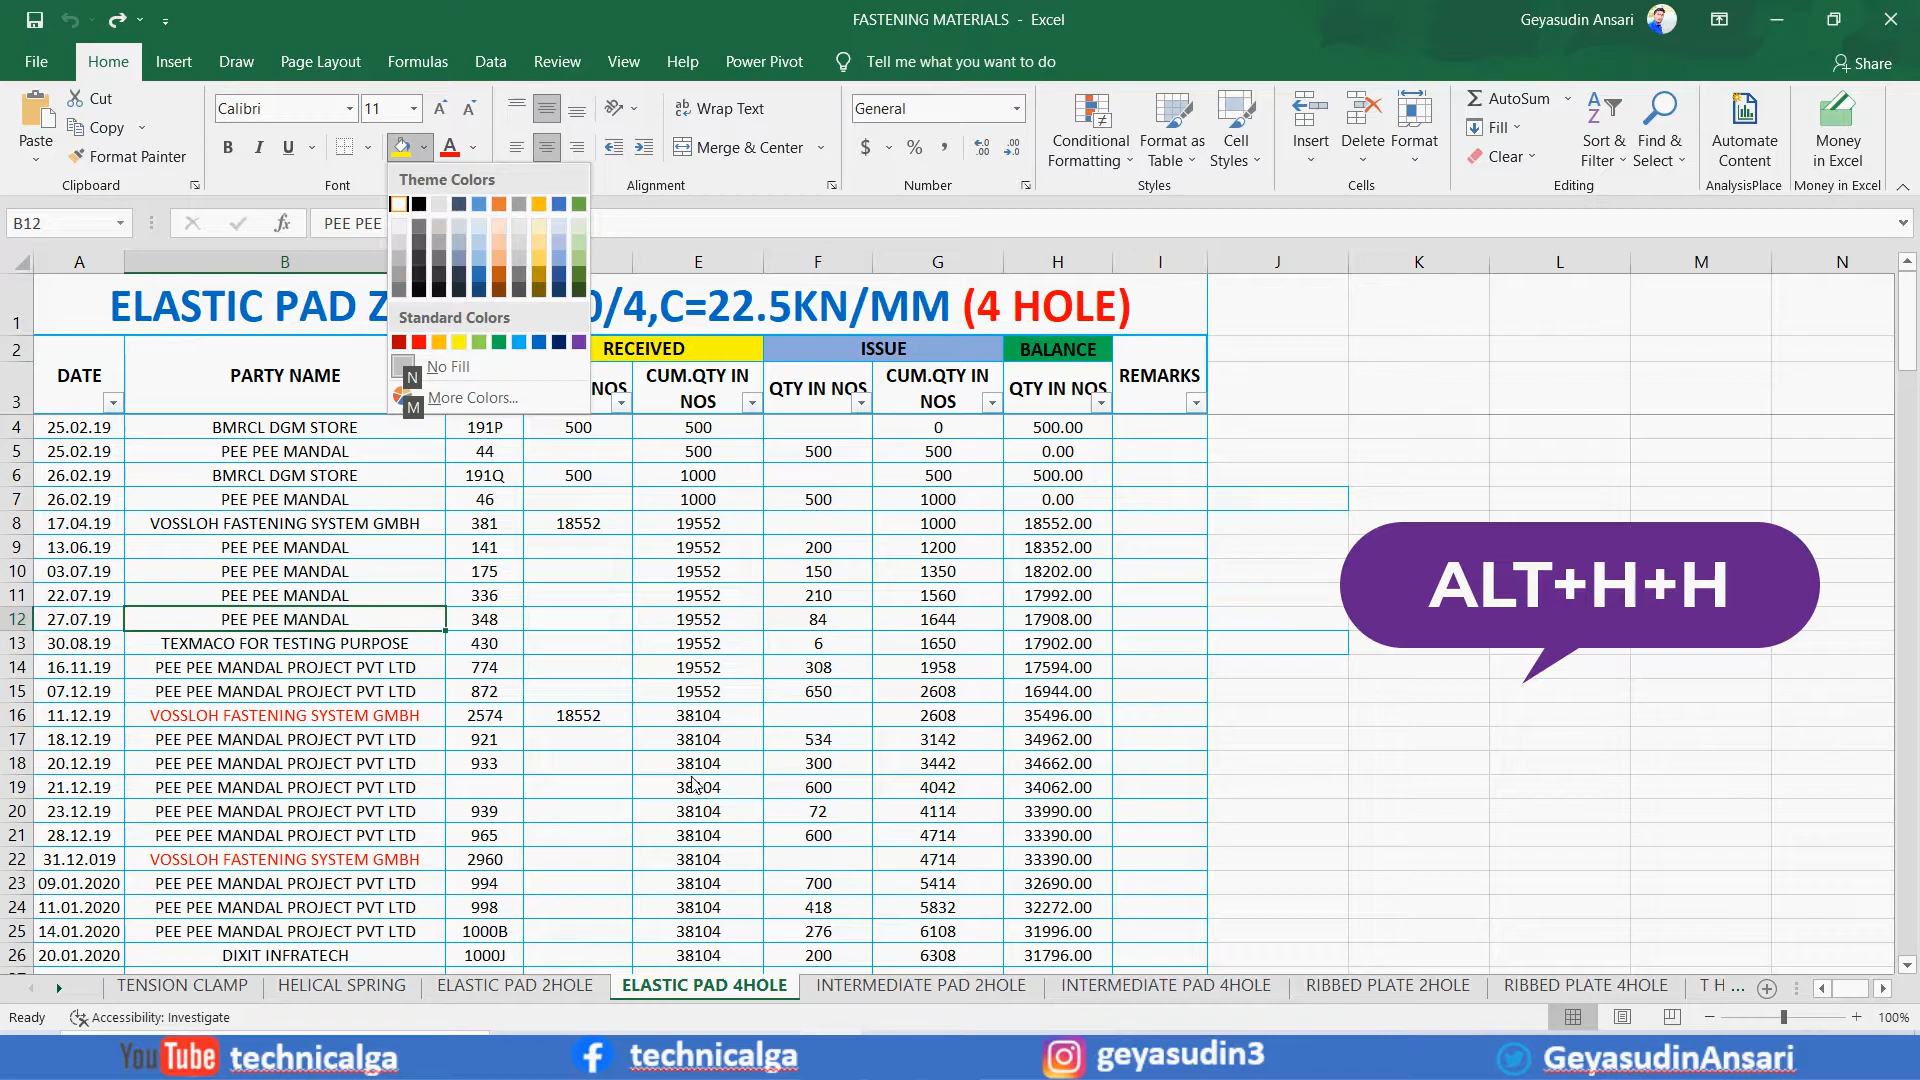 FASTENING MATERIALS - Excel
Geyasudin Ansari
File Home Insert Draw Page Layout Formulas Data Review View Help Power Pivot Tell me what you want to do Share
Paste Cut Copy Format Painter Clipboard
Calibri 11 B I U A Font
Wrap Text Merge & Center Alignment
General $ % , Number
Conditional Formatting Format as Table Cell Styles Styles
Insert Delete Format Cells
AutoSum Fill Clear Sort & Filter Find & Select Editing
Automate Content AnalysisPlace
Money in Excel Money in Excel
B12 fx PEE PEE
Theme Colors
Standard Colors
N No Fill
M More Colors...
A B E G H I J K L M N
1 ELASTIC PAD Z 0/4,C=22.5KN/MM (4 HOLE)
2 RECEIVED ISSUE BALANCE
3 DATE PARTY NAME NOS CUM.QTY IN NOS QTY IN NOS CUM.QTY IN NOS QTY IN NOS REMARKS
4 25.02.19 BMRCL DGM STORE 191P 500 500 0 500.00
5 25.02.19 PEE PEE MANDAL 44 500 500 500 0.00
6 26.02.19 BMRCL DGM STORE 191Q 500 1000 500 500.00
7 26.02.19 PEE PEE MANDAL 46 1000 500 1000 0.00
8 17.04.19 VOSSLOH FASTENING SYSTEM GMBH 381 18552 19552 1000 18552.00
9 13.06.19 PEE PEE MANDAL 141 19552 200 1200 18352.00
10 03.07.19 PEE PEE MANDAL 175 19552 150 1350 18202.00
11 22.07.19 PEE PEE MANDAL 336 19552 210 1560 17992.00
12 27.07.19 PEE PEE MANDAL 348 19552 84 1644 17908.00
13 30.08.19 TEXMACO FOR TESTING PURPOSE 430 19552 6 1650 17902.00
14 16.11.19 PEE PEE MANDAL PROJECT PVT LTD 774 19552 308 1958 17594.00
15 07.12.19 PEE PEE MANDAL PROJECT PVT LTD 872 19552 650 2608 16944.00
16 11.12.19 VOSSLOH FASTENING SYSTEM GMBH 2574 18552 38104 2608 35496.00
17 18.12.19 PEE PEE MANDAL PROJECT PVT LTD 921 38104 534 3142 34962.00
18 20.12.19 PEE PEE MANDAL PROJECT PVT LTD 933 38104 300 3442 34662.00
19 21.12.19 PEE PEE MANDAL PROJECT PVT LTD 38104 600 4042 34062.00
20 23.12.19 PEE PEE MANDAL PROJECT PVT LTD 939 38104 72 4114 33990.00
21 28.12.19 PEE PEE MANDAL PROJECT PVT LTD 965 38104 600 4714 33390.00
22 31.12.019 VOSSLOH FASTENING SYSTEM GMBH 2960 38104 4714 33390.00
23 09.01.2020 PEE PEE MANDAL PROJECT PVT LTD 994 38104 700 5414 32690.00
24 11.01.2020 PEE PEE MANDAL PROJECT PVT LTD 998 38104 418 5832 32272.00
25 14.01.2020 PEE PEE MANDAL PROJECT PVT LTD 1000B 38104 276 6108 31996.00
26 20.01.2020 DIXIT INFRATECH 1000J 38104 200 6308 31796.00
ALT+H+H
TENSION CLAMP HELICAL SPRING ELASTIC PAD 2HOLE ELASTIC PAD 4HOLE INTERMEDIATE PAD 2HOLE INTERMEDIATE PAD 4HOLE RIBBED PLATE 2HOLE RIBBED PLATE 4HOLE T H ...
Ready Accessibility: Investigate 100%
YouTube technicalga technicalga geyasudin3 GeyasudinAnsari